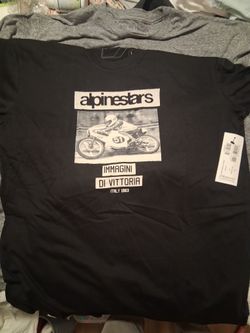 alpinestars
IMMAGINI
DI VITTORIA
ITALY 1963